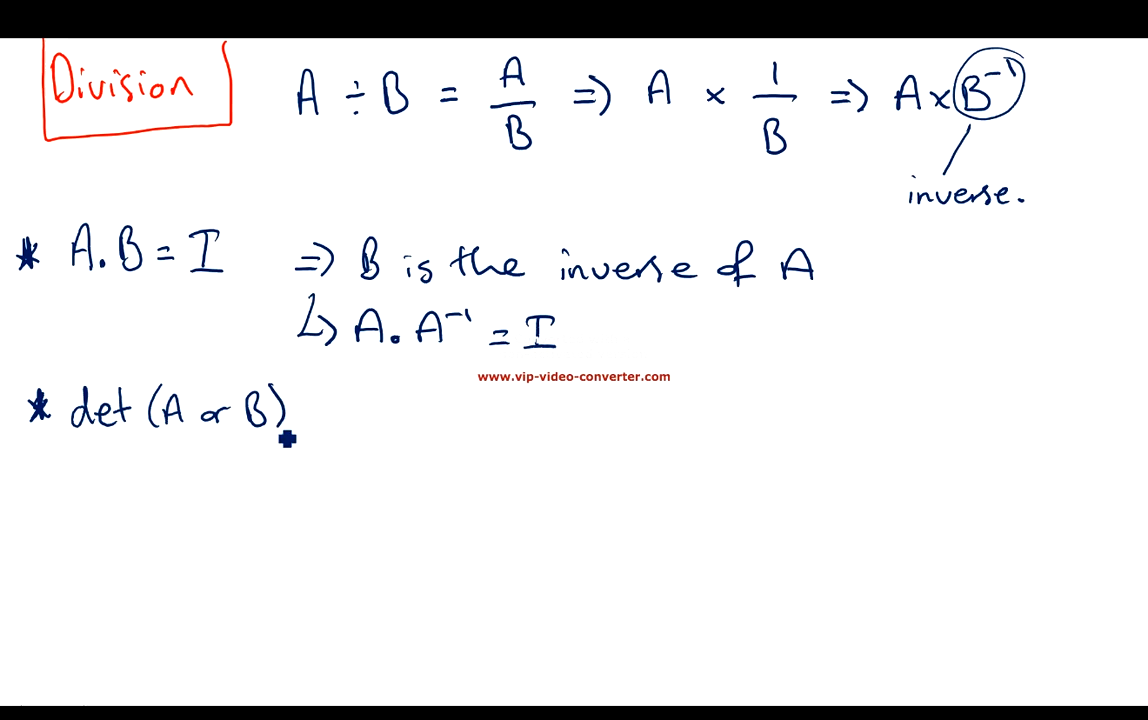 Division A ÷ B = A/B => A × 1/B => A × B⁻¹
inverse.
* A.B = I => B is the inverse of A
↳ A.A⁻¹ = I
www.vip-video-converter.com
* det (A or B)